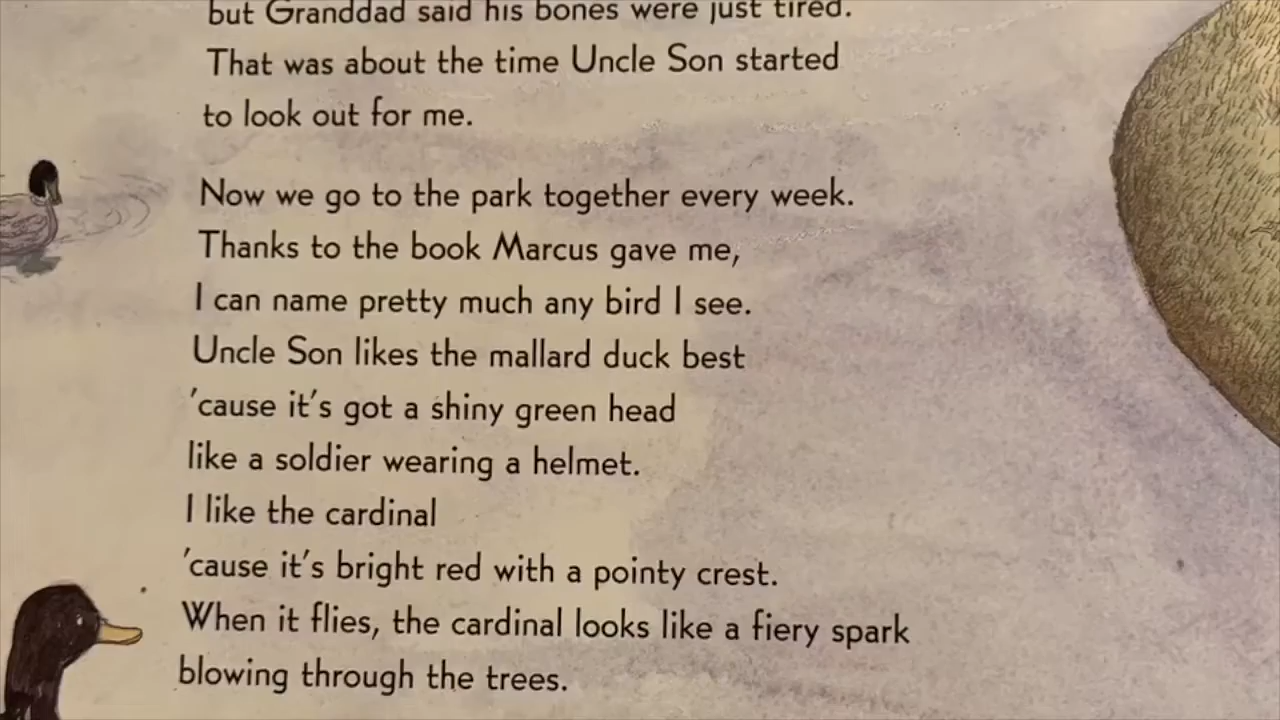 but Granddad said his bones were just tired.
That was about the time Uncle Son started
to look out for me.
Now we go to the park together every week.
Thanks to the book Marcus gave me,
I can name pretty much any bird I see.
Uncle Son likes the mallard duck best
’cause it’s got a shiny green head
like a soldier wearing a helmet.
I like the cardinal
’cause it’s bright red with a pointy crest.
When it flies, the cardinal looks like a fiery spark
blowing through the trees.